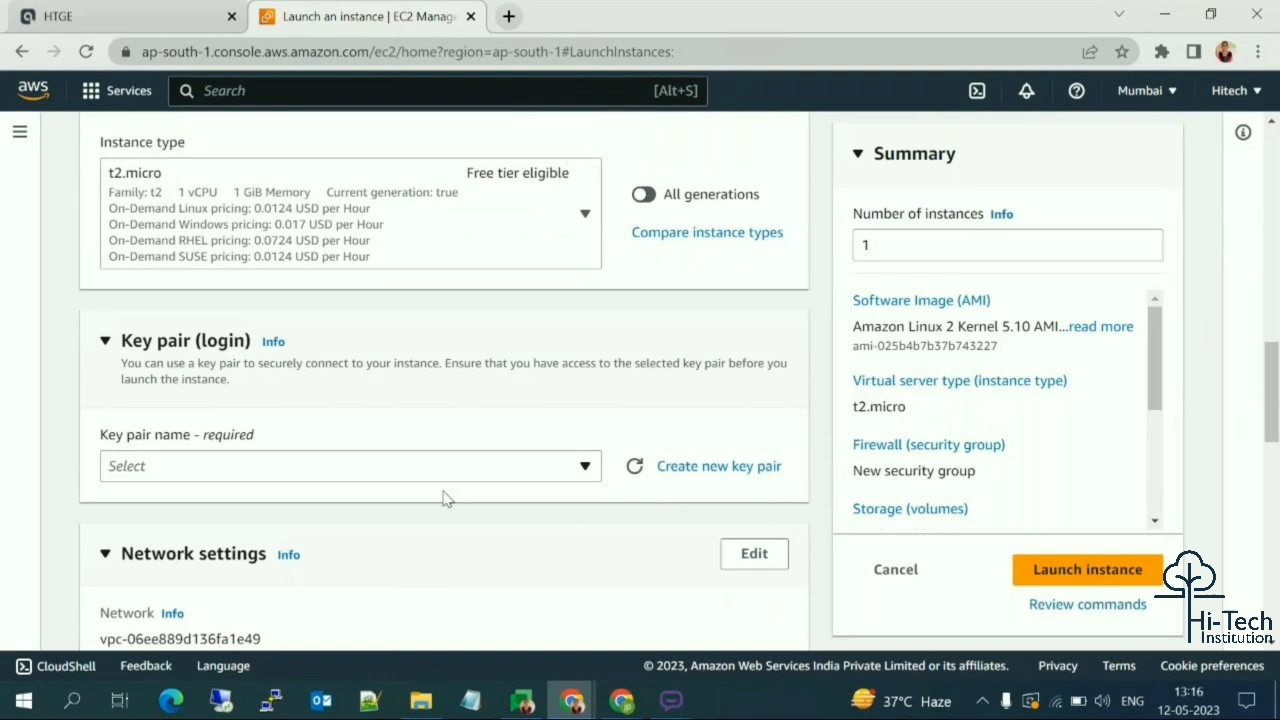 HTGE
Launch an instance | EC2 Manag
ap-south-1.console.aws.amazon.com/ec2/home?region=ap-south-1#LaunchInstances:
aws
Services
Search
[Alt+S]
Mumbai
Hitech
Instance type
t2.micro
Free tier eligible
Family: t2 1 vCPU 1 GiB Memory Current generation: true
On-Demand Linux pricing: 0.0124 USD per Hour
On-Demand Windows pricing: 0.017 USD per Hour
On-Demand RHEL pricing: 0.0724 USD per Hour
On-Demand SUSE pricing: 0.0124 USD per Hour
All generations
Compare instance types
Key pair (login) Info
You can use a key pair to securely connect to your instance. Ensure that you have access to the selected key pair before you
launch the instance.
Key pair name - required
Select
Create new key pair
Network settings Info
Edit
Network Info
vpc-06ee889d136fa1e49
Summary
Number of instances Info
1
Software Image (AMI)
Amazon Linux 2 Kernel 5.10 AMI...read more
ami-025b4b7b37b743227
Virtual server type (instance type)
t2.micro
Firewall (security group)
New security group
Storage (volumes)
Cancel
Launch instance
Review commands
Hi-Tech
Institution
CloudShell
Feedback
Language
© 2023, Amazon Web Services India Private Limited or its affiliates.
Privacy
Terms
Cookie preferences
37°C Haze
ENG
13:16
12-05-2023